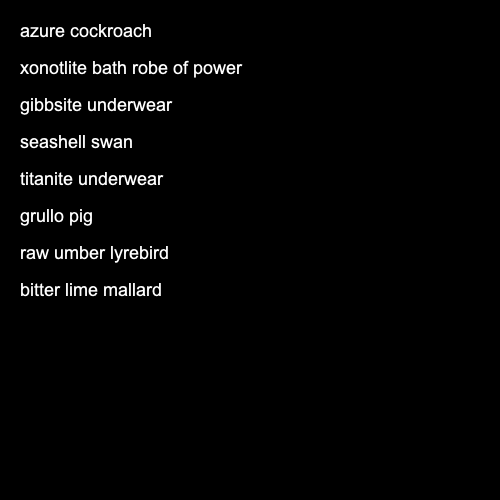 azure cockroach
xonotlite bath robe of power
gibbsite underwear
seashell swan
titanite underwear
grullo pig
raw umber lyrebird
bitter lime mallard